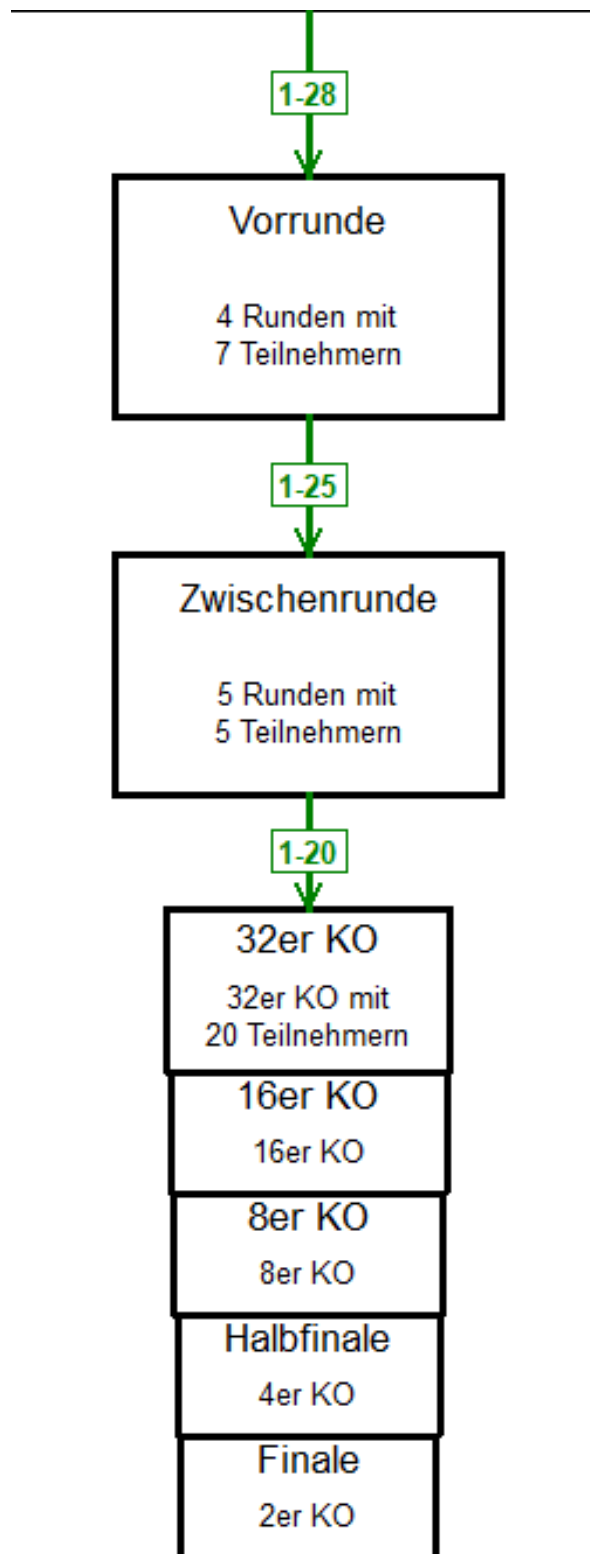 1-28
Vorrunde
4 Runden mit
7 Teilnehmern
1-25
Zwischenrunde
5 Runden mit
5 Teilnehmern
1-20
32er KO
32er KO mit
20 Teilnehmern
16er KO
16er KO
8er KO
8er KO
Halbfinale
4er KO
Finale
2er KO